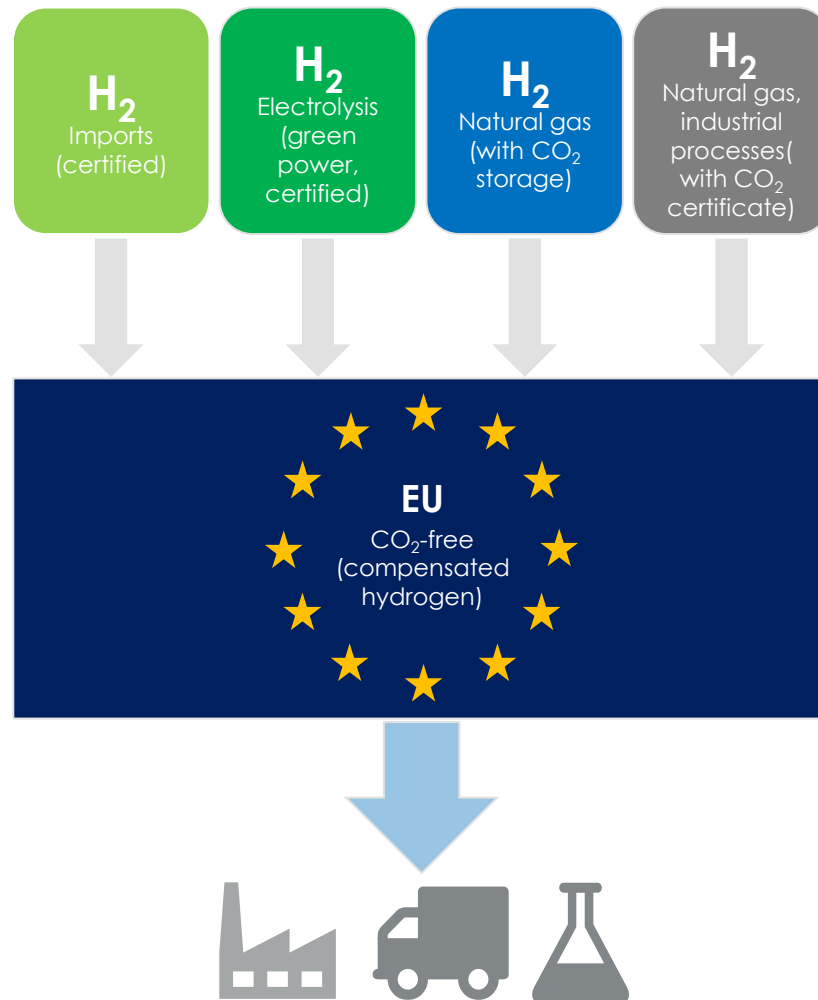 H₂
Imports
(certified)
H₂
Electrolysis
(green
power,
certified)
H₂
Natural gas
(with CO₂
storage)
H₂
Natural gas,
industrial
processes(
with CO₂
certificate)
EU
CO₂-free
(compensated
hydrogen)